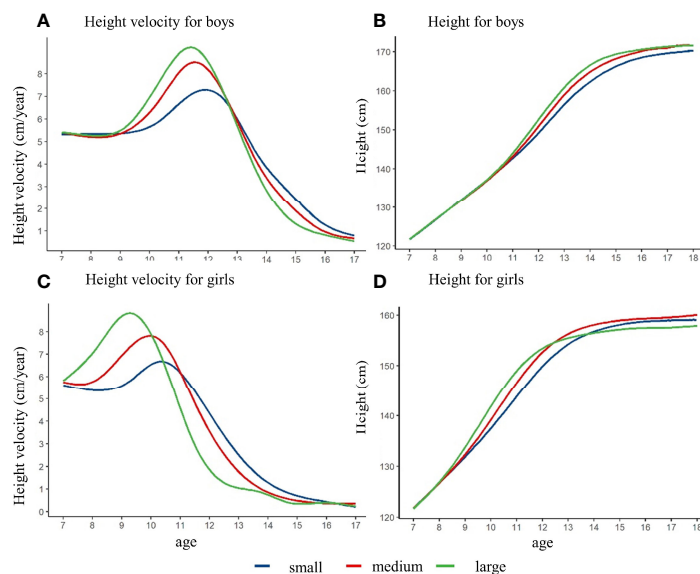 A Height velocity for boys
B Height for boys
Height velocity (cm/year)
8
7
6
5
4
3
2
1
7 8 9 10 11 12 13 14 15 16 17
Height (cm)
170
160
150
140
130
120
7 8 9 10 11 12 13 14 15 16 17 18
C Height velocity for girls
D Height for girls
Height velocity (cm/year)
8
7
6
5
4
3
2
1
0
7 8 9 10 11 12 13 14 15 16 17
age
Height (cm)
160
150
140
130
120
7 8 9 10 11 12 13 14 15 16 17 18
age
small medium large